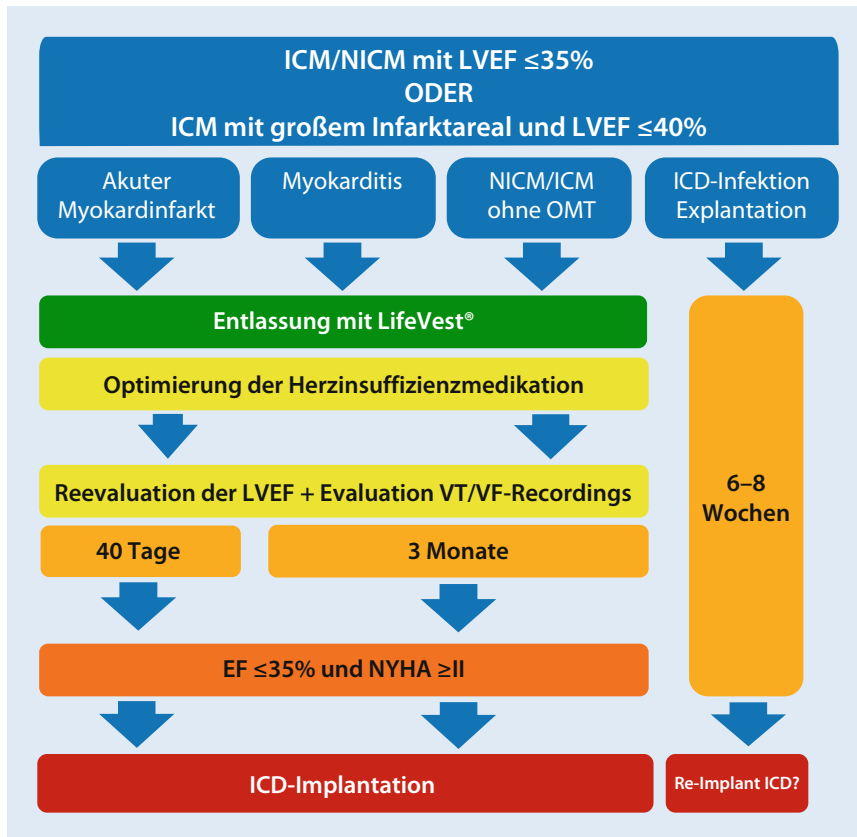 ICM/NICM mit LVEF ≤35%
ODER
ICM mit großem Infarktareal und LVEF ≤40%
Akuter
Myokardinfarkt
Myokarditis
NICM/ICM
ohne OMT
ICD-Infektion
Explantation
Entlassung mit LifeVest®
Optimierung der Herzinsuffizienzmedikation
Reevaluation der LVEF + Evaluation VT/VF-Recordings
40 Tage
3 Monate
6–8
Wochen
EF ≤35% und NYHA ≥II
ICD-Implantation
Re-Implant ICD?